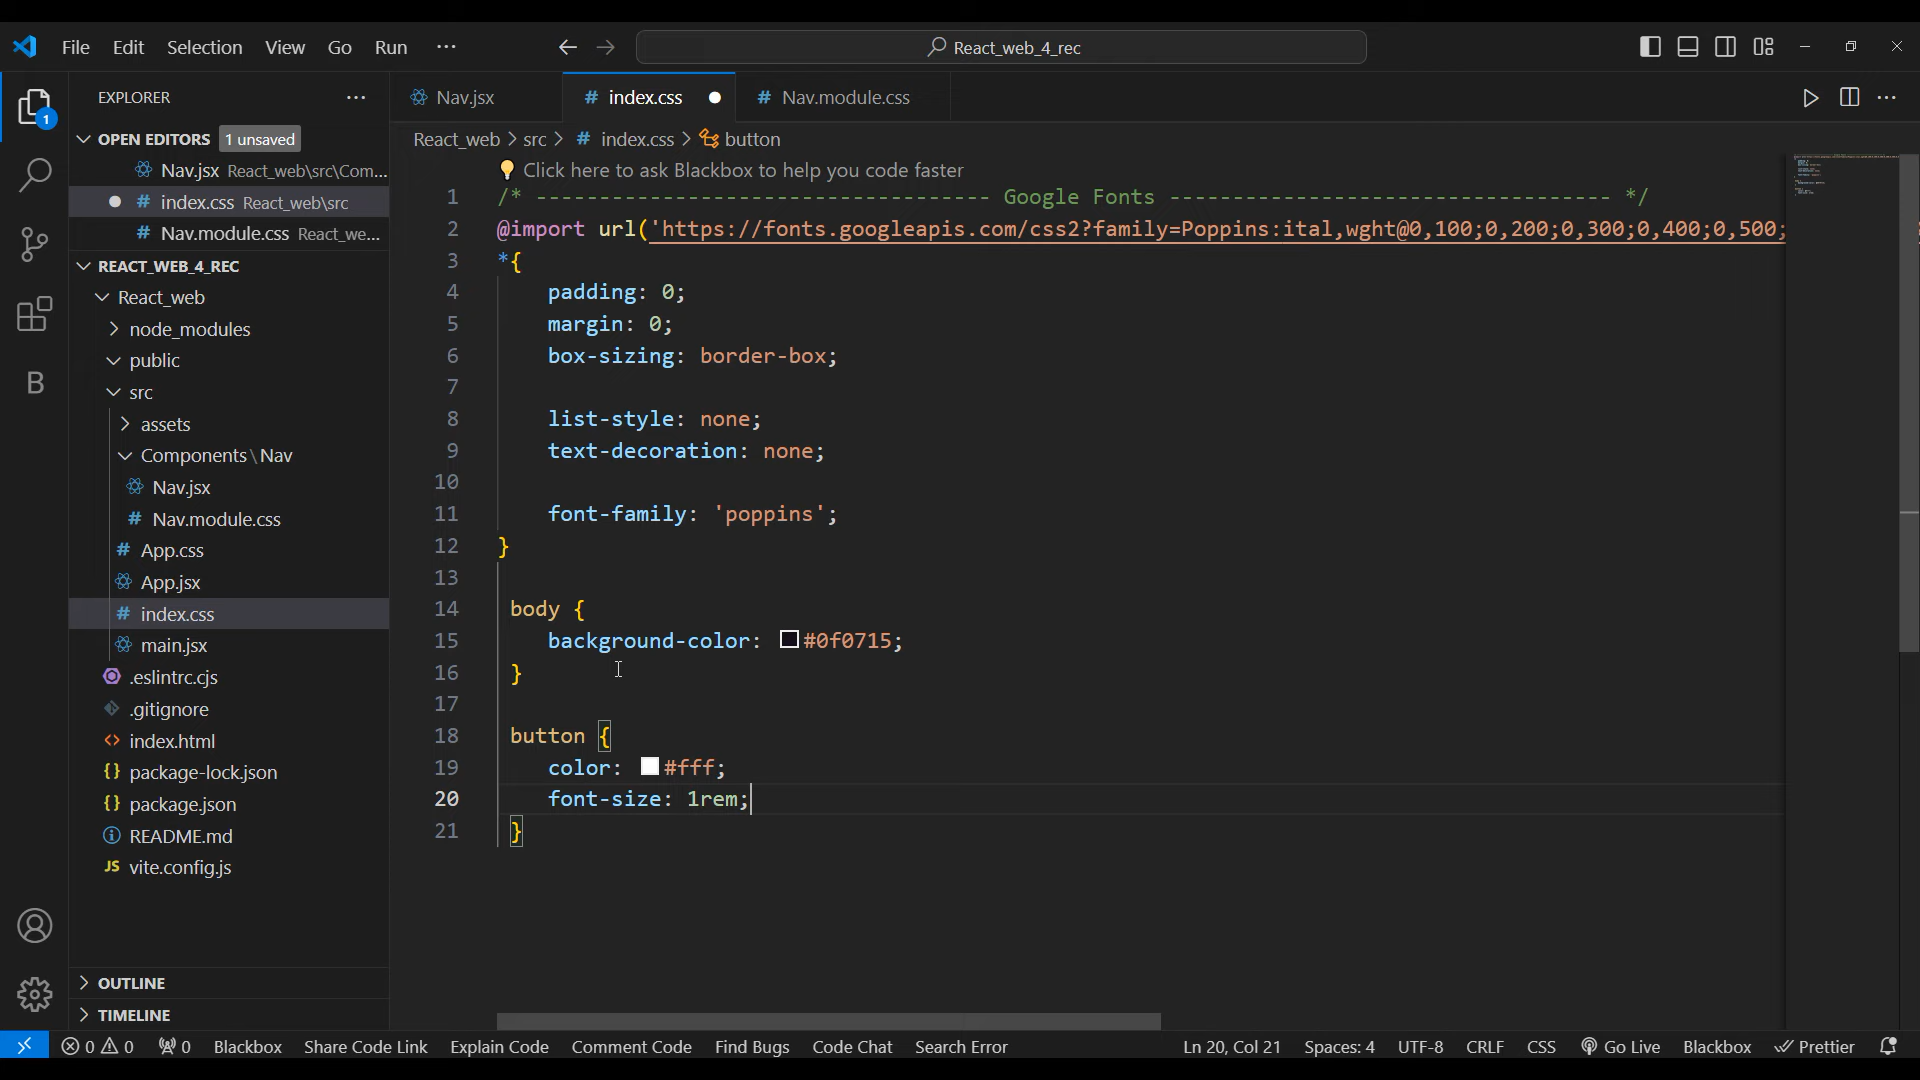 File Edit Selection View Go Run ··· React_web_4_rec
EXPLORER ···
OPEN EDITORS 1 unsaved
Nav.jsx React_web\src\Com...
index.css React_web\src
Nav.module.css React_we...
REACT_WEB_4_REC
React_web
node_modules
public
src
assets
Components\Nav
Nav.jsx
Nav.module.css
App.css
App.jsx
index.css
main.jsx
.eslintrc.cjs
.gitignore
index.html
package-lock.json
package.json
README.md
vite.config.js
OUTLINE
TIMELINE
Nav.jsx index.css Nav.module.css
React_web > src > # index.css > button
Click here to ask Blackbox to help you code faster
1 /* ------------------------------------ Google Fonts ----------------------------------- */
2 @import url('https://fonts.googleapis.com/css2?family=Poppins:ital,wght@0,100;0,200;0,300;0,400;0,500;
3 *{
4 padding: 0;
5 margin: 0;
6 box-sizing: border-box;
7
8 list-style: none;
9 text-decoration: none;
10
11 font-family: 'poppins';
12 }
13
14 body {
15 background-color: #0f0715;
16 }
17
18 button {
19 color: #fff;
20 font-size: 1rem;
21 }
0 0 0 Blackbox Share Code Link Explain Code Comment Code Find Bugs Code Chat Search Error Ln 20, Col 21 Spaces: 4 UTF-8 CRLF CSS Go Live Blackbox Prettier